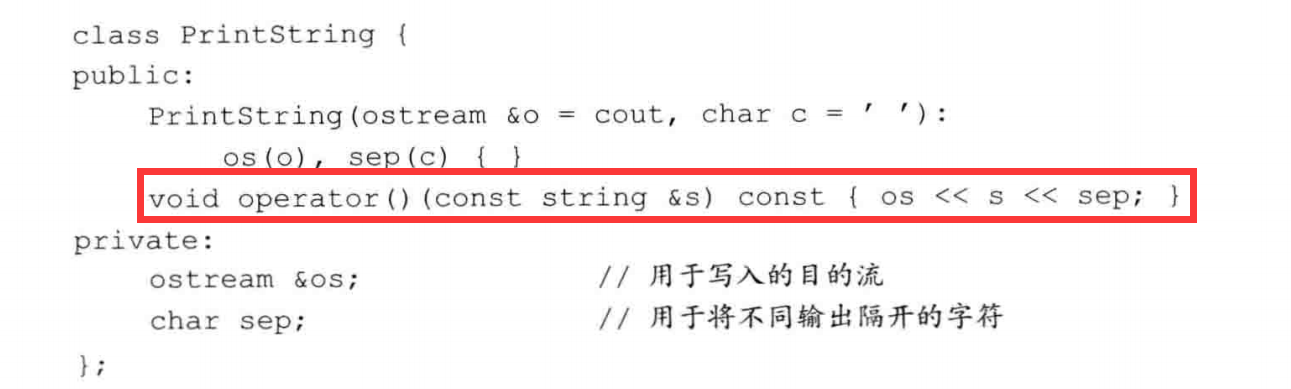 class PrintString {
public:
    PrintString(ostream &o = cout, char c = ' '):
        os(o), sep(c) { }
    void operator()(const string &s) const { os << s << sep; }
private:
    ostream &os;                // 用于写入的目的流
    char sep;                   // 用于将不同输出隔开的字符
};